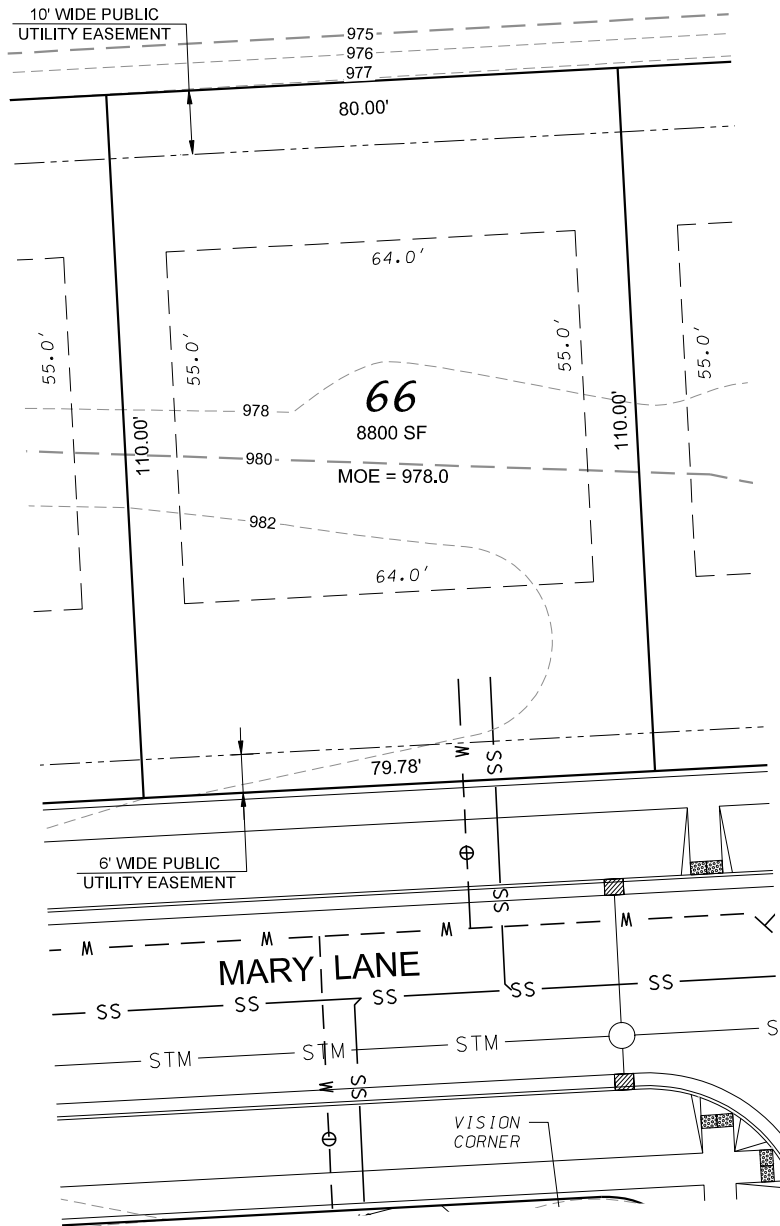 10' WIDE PUBLIC
UTILITY EASEMENT
975
976
977
80.00'
64.0'
55.0'
55.0'
55.0'
55.0'
978
66
8800 SF
110.00'
110.00'
980
MOE = 978.0
982
64.0'
W
SS
79.78'
6' WIDE PUBLIC
UTILITY EASEMENT
SS
W
W
W
W
MARY LANE
SS
SS
SS
SS
SS
STM
STM
STM
S
W
SS
VISION
CORNER